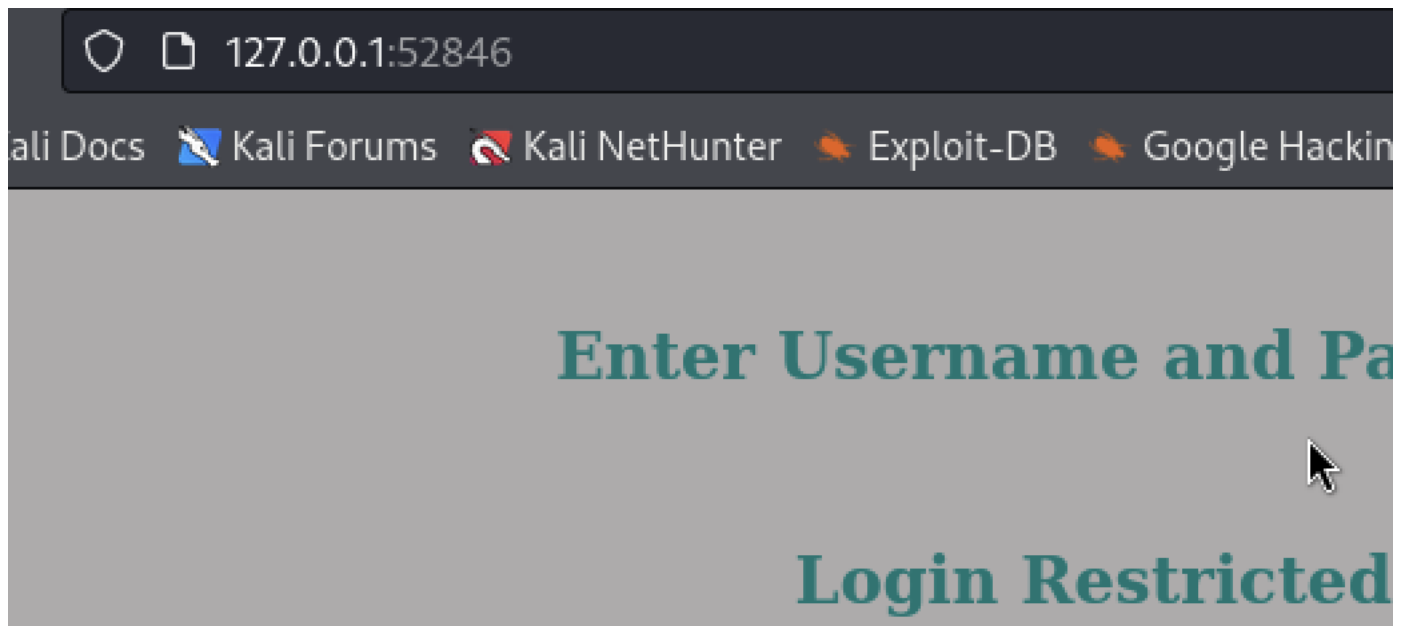 127.0.0.1:52846
ali Docs Kali Forums Kali NetHunter Exploit-DB Google Hackin
Enter Username and Pa
Login Restricted